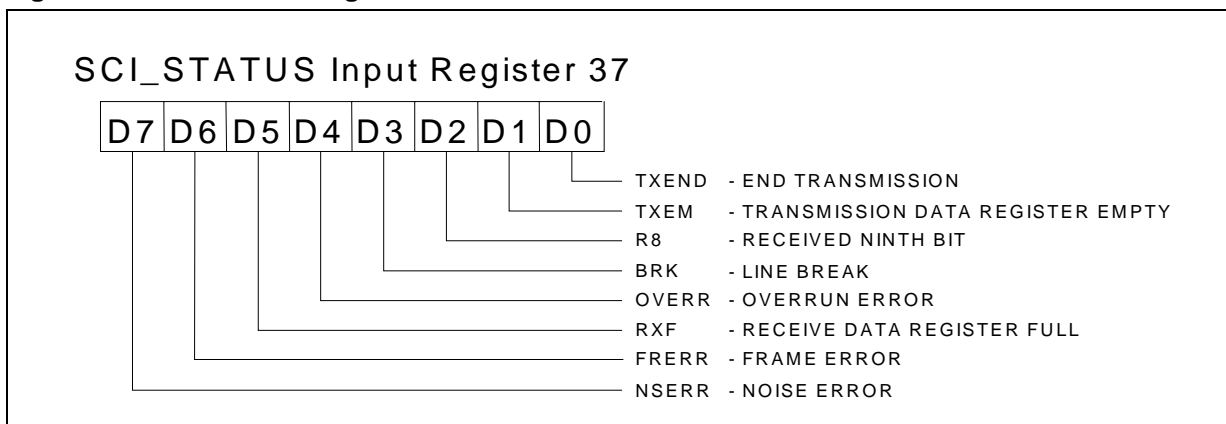 SCI_STATUS Input Register 37
D7 D6 D5 D4 D3 D2 D1 D0
TXEND - END TRANSMISSION
TXEM - TRANSMISSION DATA REGISTER EMPTY
R8 - RECEIVED NINTH BIT
BRK - LINE BREAK
OVERR - OVERRUN ERROR
RXF - RECEIVE DATA REGISTER FULL
FRERR - FRAME ERROR
NSERR - NOISE ERROR